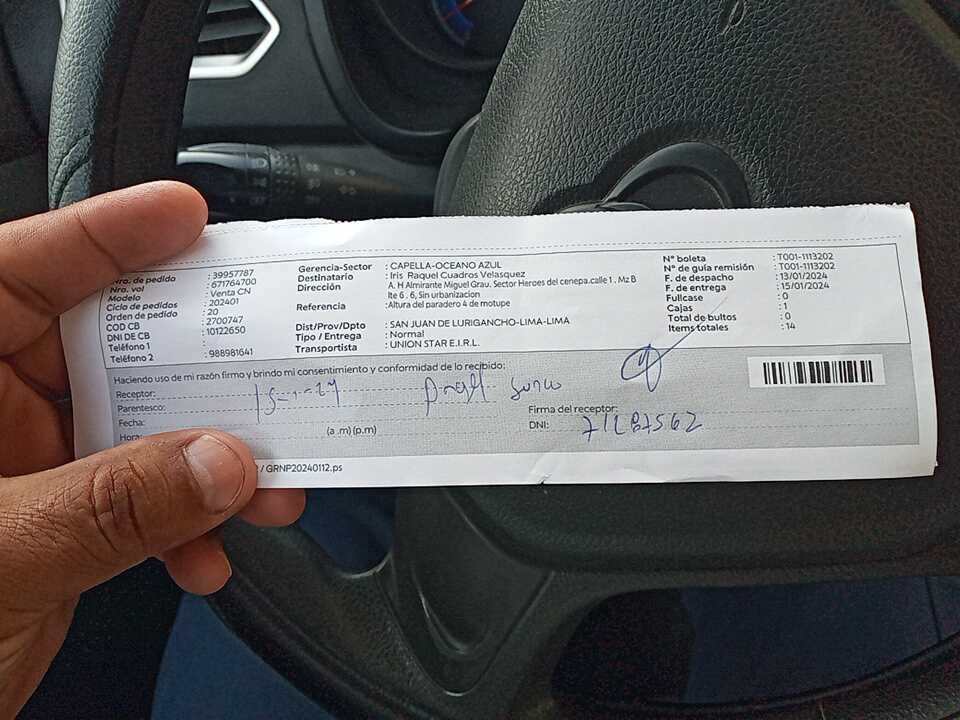 Nro. de pedido : 39957787
Nro. vol : 671764700
Modelo : Venta CN
Ciclo de pedidos : 202401
Orden de pedido : 20
COD CB : 2700747
DNI DE CB : 10122650
Teléfono 1 :
Teléfono 2 : 988981641
Gerencia-Sector : CAPELLA-OCEANO AZUL
Destinatario : Iris Raquel Cuadros Velasquez
Dirección : A. H Almirante Miguel Grau. Sector Heroes del cenepa.calle 1 . Mz B
lte 6 . 6, Sin urbanizacion
Referencia : Altura del paradero 4 de motupe
Dist/Prov/Dpto : SAN JUAN DE LURIGANCHO-LIMA-LIMA
Tipo / Entrega : Normal
Transportista : UNION STAR E.I.R.L.
N° boleta : T001-1113202
N° de guía remisión : T001-1113202
F. de despacho : 13/01/2024
F. de entrega : 15/01/2024
Fullcase : 0
Cajas : 1
Total de bultos : 0
Items totales : 14
Haciendo uso de mi razón firmo y brindo mi consentimiento y conformidad de lo recibido:
Receptor:
Parentesco:
Fecha:
Hora: (a .m) (p.m)
Firma del receptor:
DNI:
/ GRNP20240112.ps